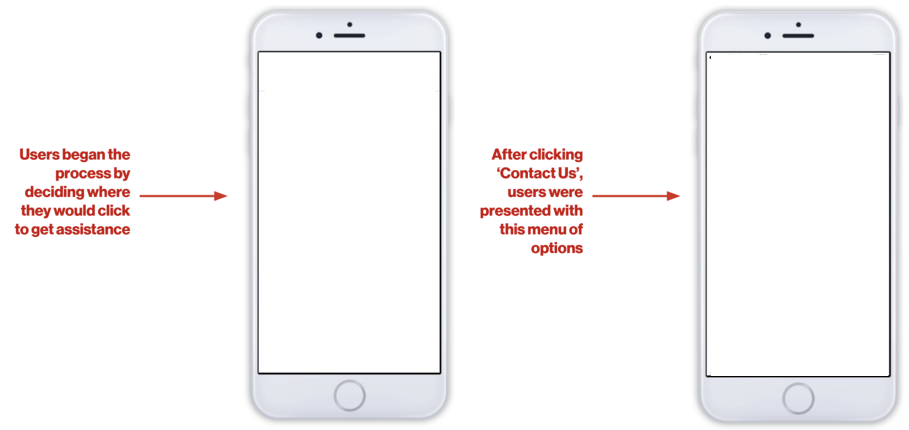 Users began the
process by
deciding where
they would click
to get assistance
After clicking
‘Contact Us’,
users were
presented with
this menu of
options